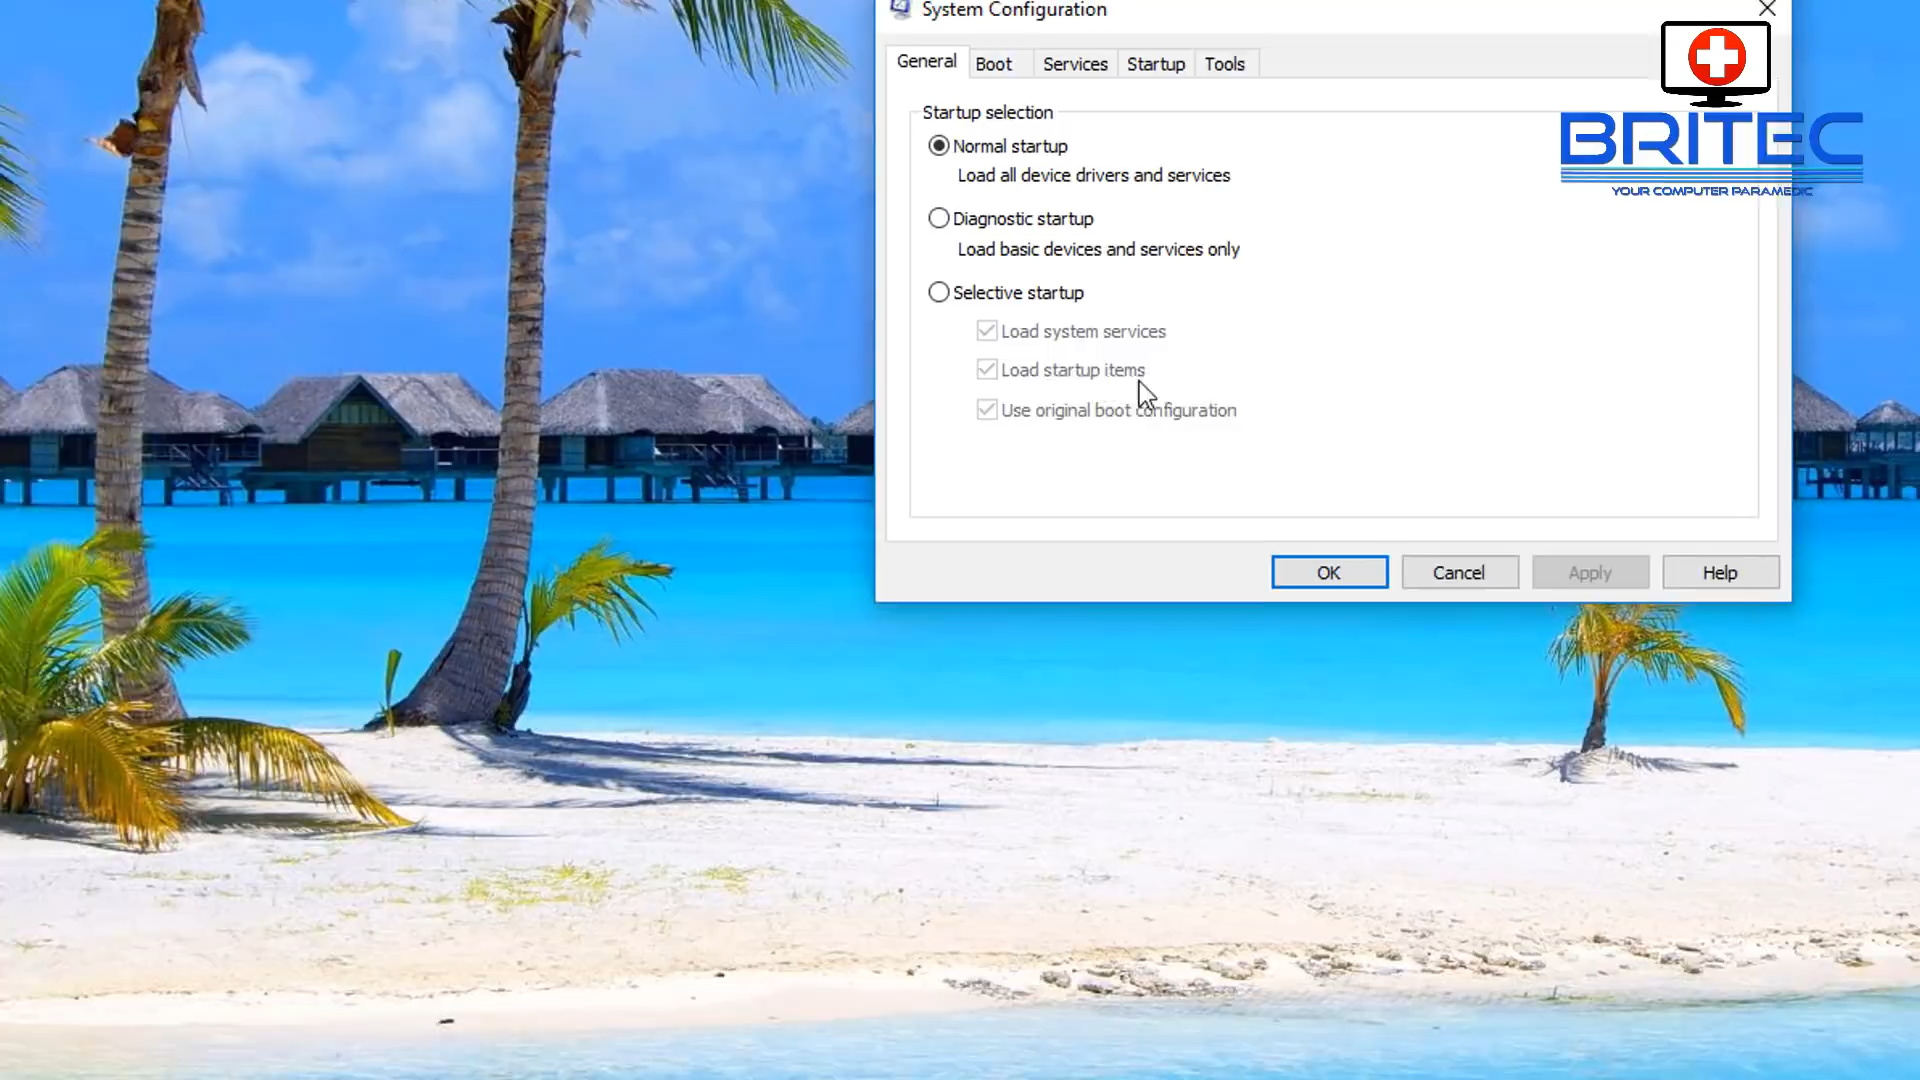 System Configuration
General Boot Services Startup Tools
BRITEC
YOUR COMPUTER PARAMEDIC
Startup selection
Normal startup
Load all device drivers and services
Diagnostic startup
Load basic devices and services only
Selective startup
Load system services
Load startup items
Use original boot configuration
OK Cancel Apply Help